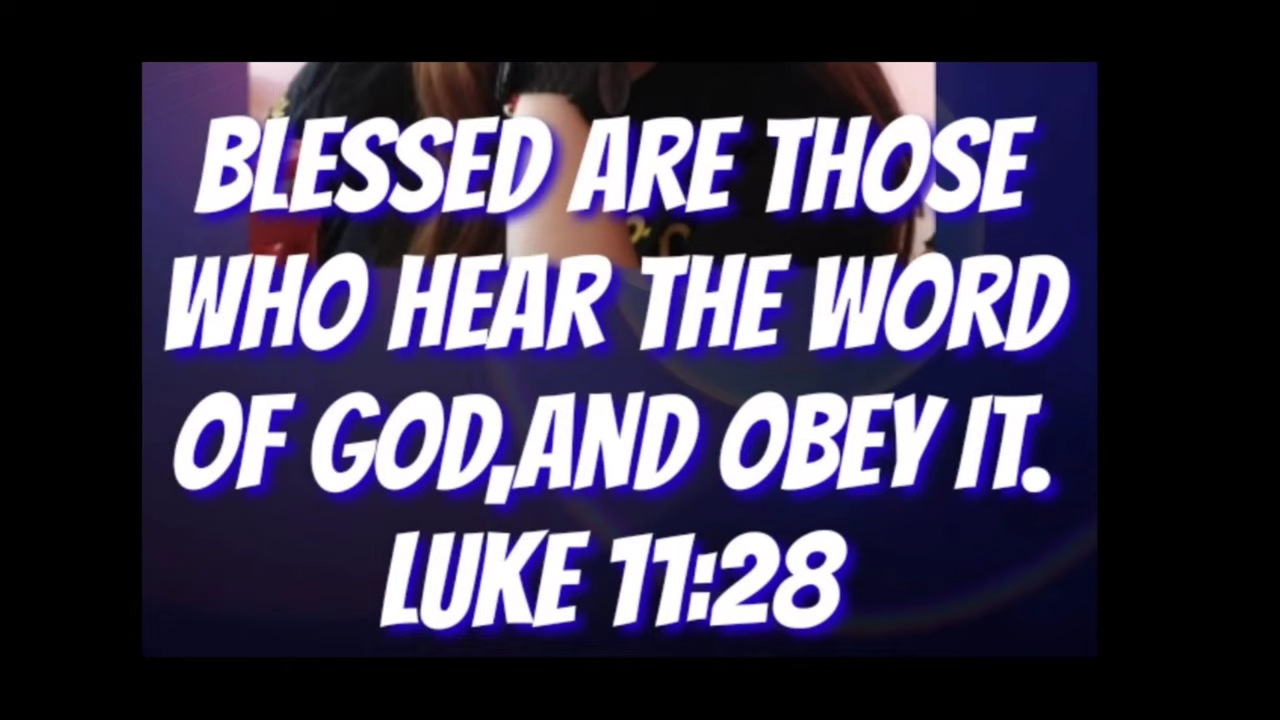 BLESSED ARE THOSE
WHO HEAR THE WORD
OF GOD,AND OBEY IT.
LUKE 11:28